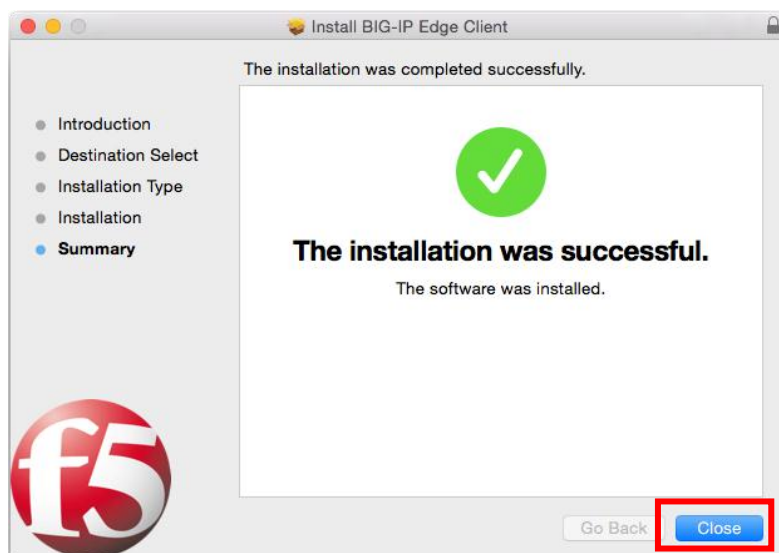 Install BIG-IP Edge Client
The installation was completed successfully.
Introduction
Destination Select
Installation Type
Installation
Summary
The installation was successful.
The software was installed.
f5
Go Back
Close